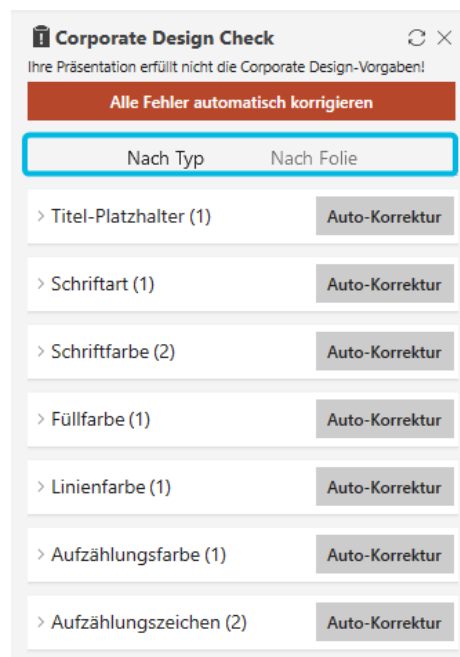 Corporate Design Check
Ihre Präsentation erfüllt nicht die Corporate Design-Vorgaben!
Alle Fehler automatisch korrigieren
Nach Typ Nach Folie
Titel-Platzhalter (1) Auto-Korrektur
Schriftart (1) Auto-Korrektur
Schriftfarbe (2) Auto-Korrektur
Füllfarbe (1) Auto-Korrektur
Linienfarbe (1) Auto-Korrektur
Aufzählungsfarbe (1) Auto-Korrektur
Aufzählungszeichen (2) Auto-Korrektur